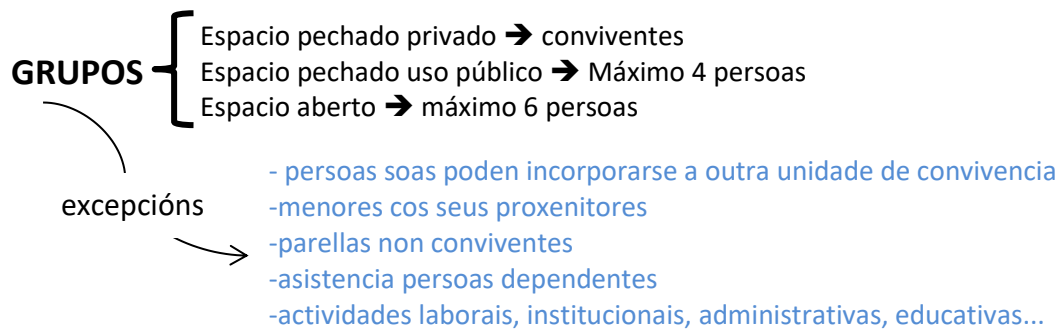 Espacio pechado privado ➔ conviventes
GRUPOS
Espacio pechado uso público ➔ Máximo 4 persoas
Espacio aberto ➔ máximo 6 persoas
excepcións
- persoas soas poden incorporarse a outra unidade de convivencia
-menores cos seus proxenitores
-parellas non conviventes
-asistencia persoas dependentes
-actividades laborais, institucionais, administrativas, educativas...